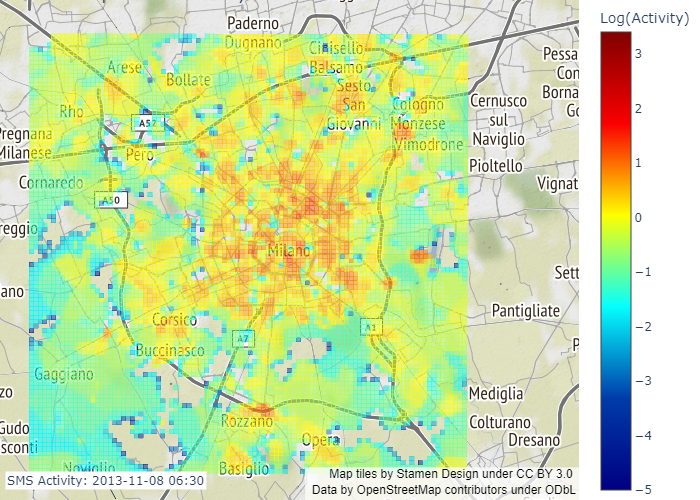 Log(Activity)
3
2
1
0
−1
−2
−3
−4
−5
Paderno
Dugnano
Cinisello
Balsamo
Sesto
San
Giovanni
Arese
Bollate
Rho
Pregnana
Milanese
A52
Pero
Cornaredo
A50
Cologno
Monzese
Vimodrone
Cernusco
sul
Naviglio
Pioltello
Pessa
Con
Borna
Go
Vignat
reggio
Milano
ano
Sett
Pantigliate
Corsico
A7
A1
Buccinasco
Gaggiano
P
zo
Mediglia
Rozzano
Gudo
sconti
Opera
Colturano
Dresano
Noviglio
Basiglio
SMS Activity: 2013-11-08 06:30
Map tiles by Stamen Design under CC BY 3.0
Data by OpenStreetMap contributors under ODbL